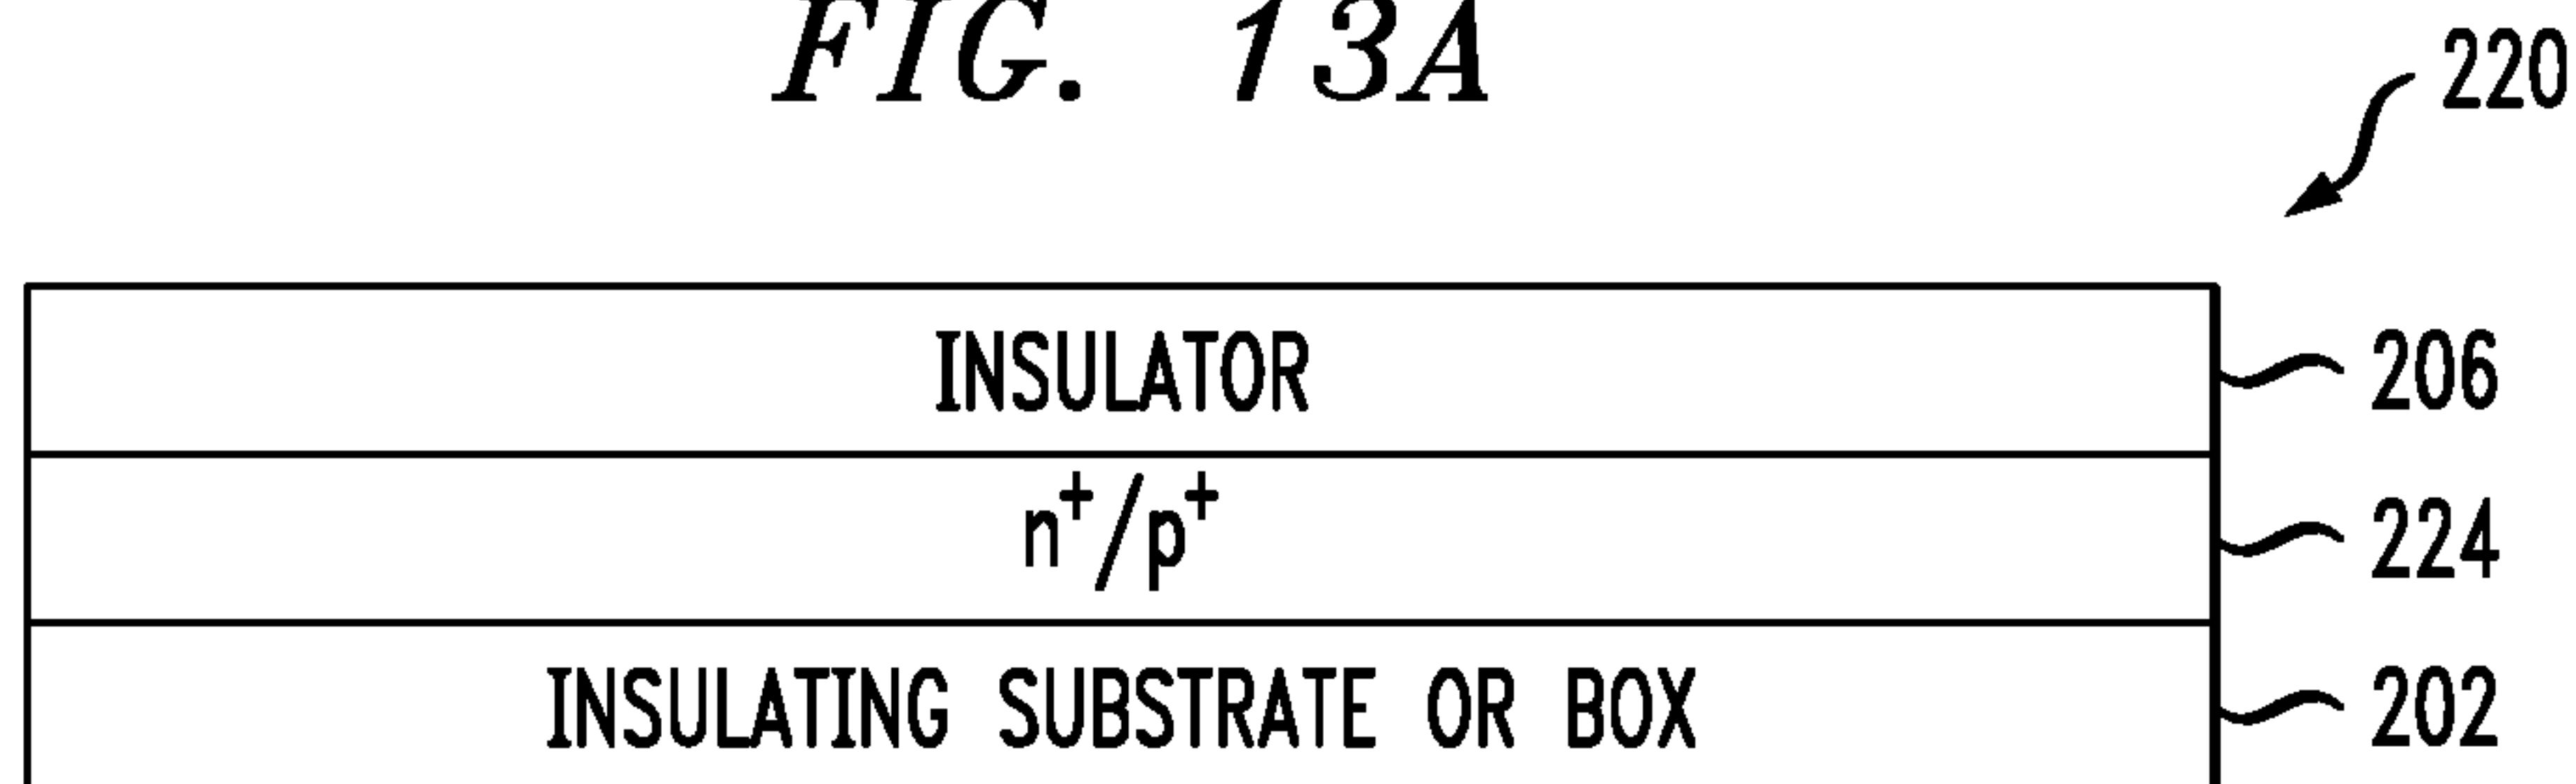 FIG. 13A
220
INSULATOR 206
n⁺/p⁺ 224
INSULATING SUBSTRATE OR BOX 202